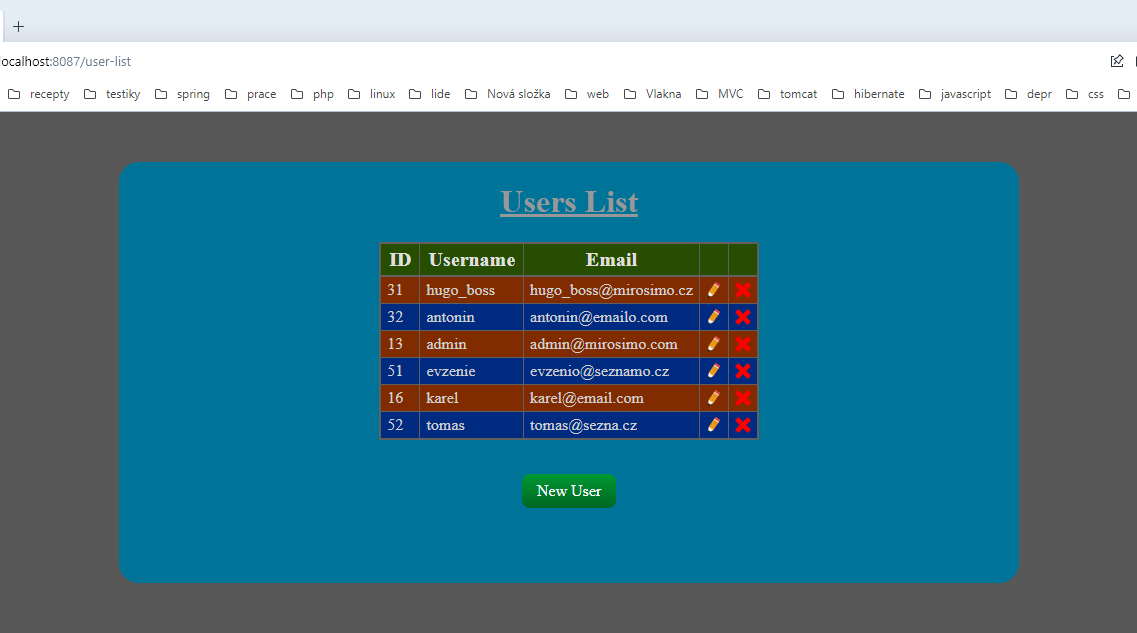 localhost:8087/user-list
recepty testiky spring prace php linux lide Nová složka web Vlakna MVC tomcat hibernate javascript depr css
Users List
ID Username Email
31 hugo_boss hugo_boss@mirosimo.cz
32 antonin antonin@emailo.com
13 admin admin@mirosimo.com
51 evzenie evzenio@seznamo.cz
16 karel karel@email.com
52 tomas tomas@sezna.cz
New User